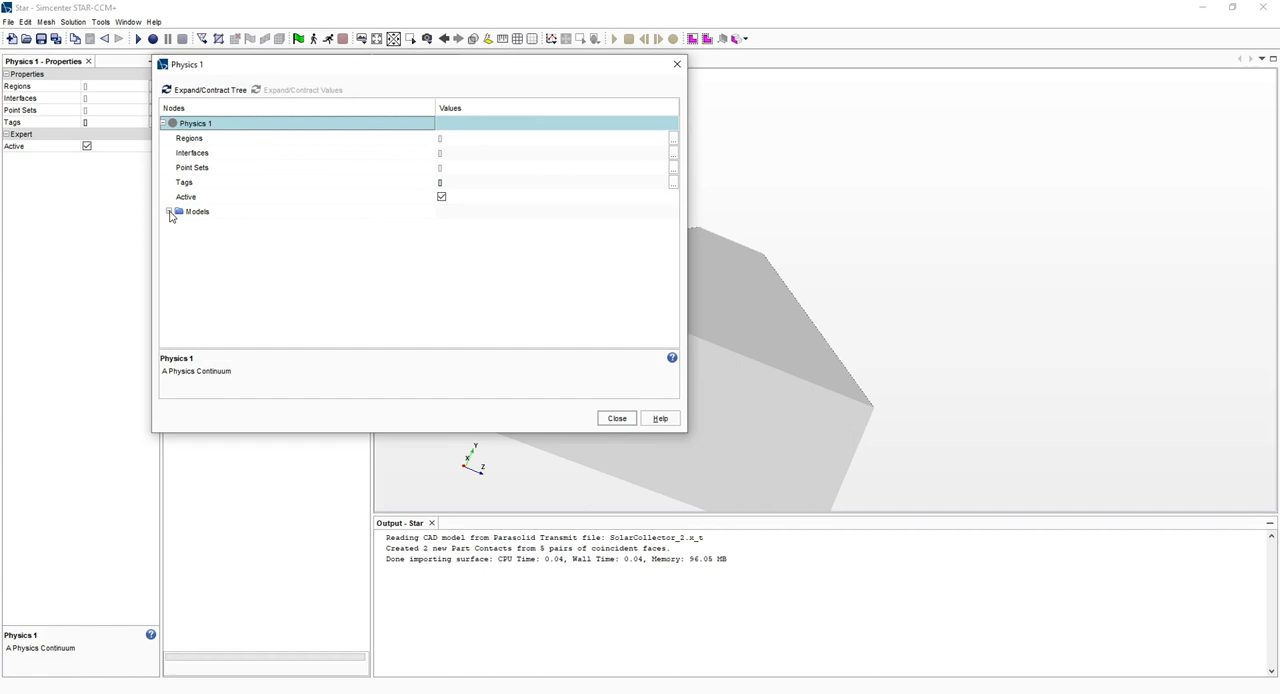 Star - Simcenter STAR-CCM+
File Edit Mesh Solution Tools Window Help
Physics 1 - Properties
Properties
Regions []
Interfaces []
Point Sets []
Tags []
Expert
Active
Physics 1
Expand/Contract Tree Expand/Contract Values
Nodes Values
Physics 1
Regions []
Interfaces []
Point Sets []
Tags []
Active
Models
Physics 1
A Physics Continuum
Close Help
Y
X
Z
Output - Star
Reading CAD model from Parasolid Transmit file: SolarCollector_2.x_t
Created 2 new Part Contacts from 5 pairs of coincident faces.
Done importing surface: CPU Time: 0.04, Wall Time: 0.04, Memory: 96.05 MB
Physics 1
A Physics Continuum